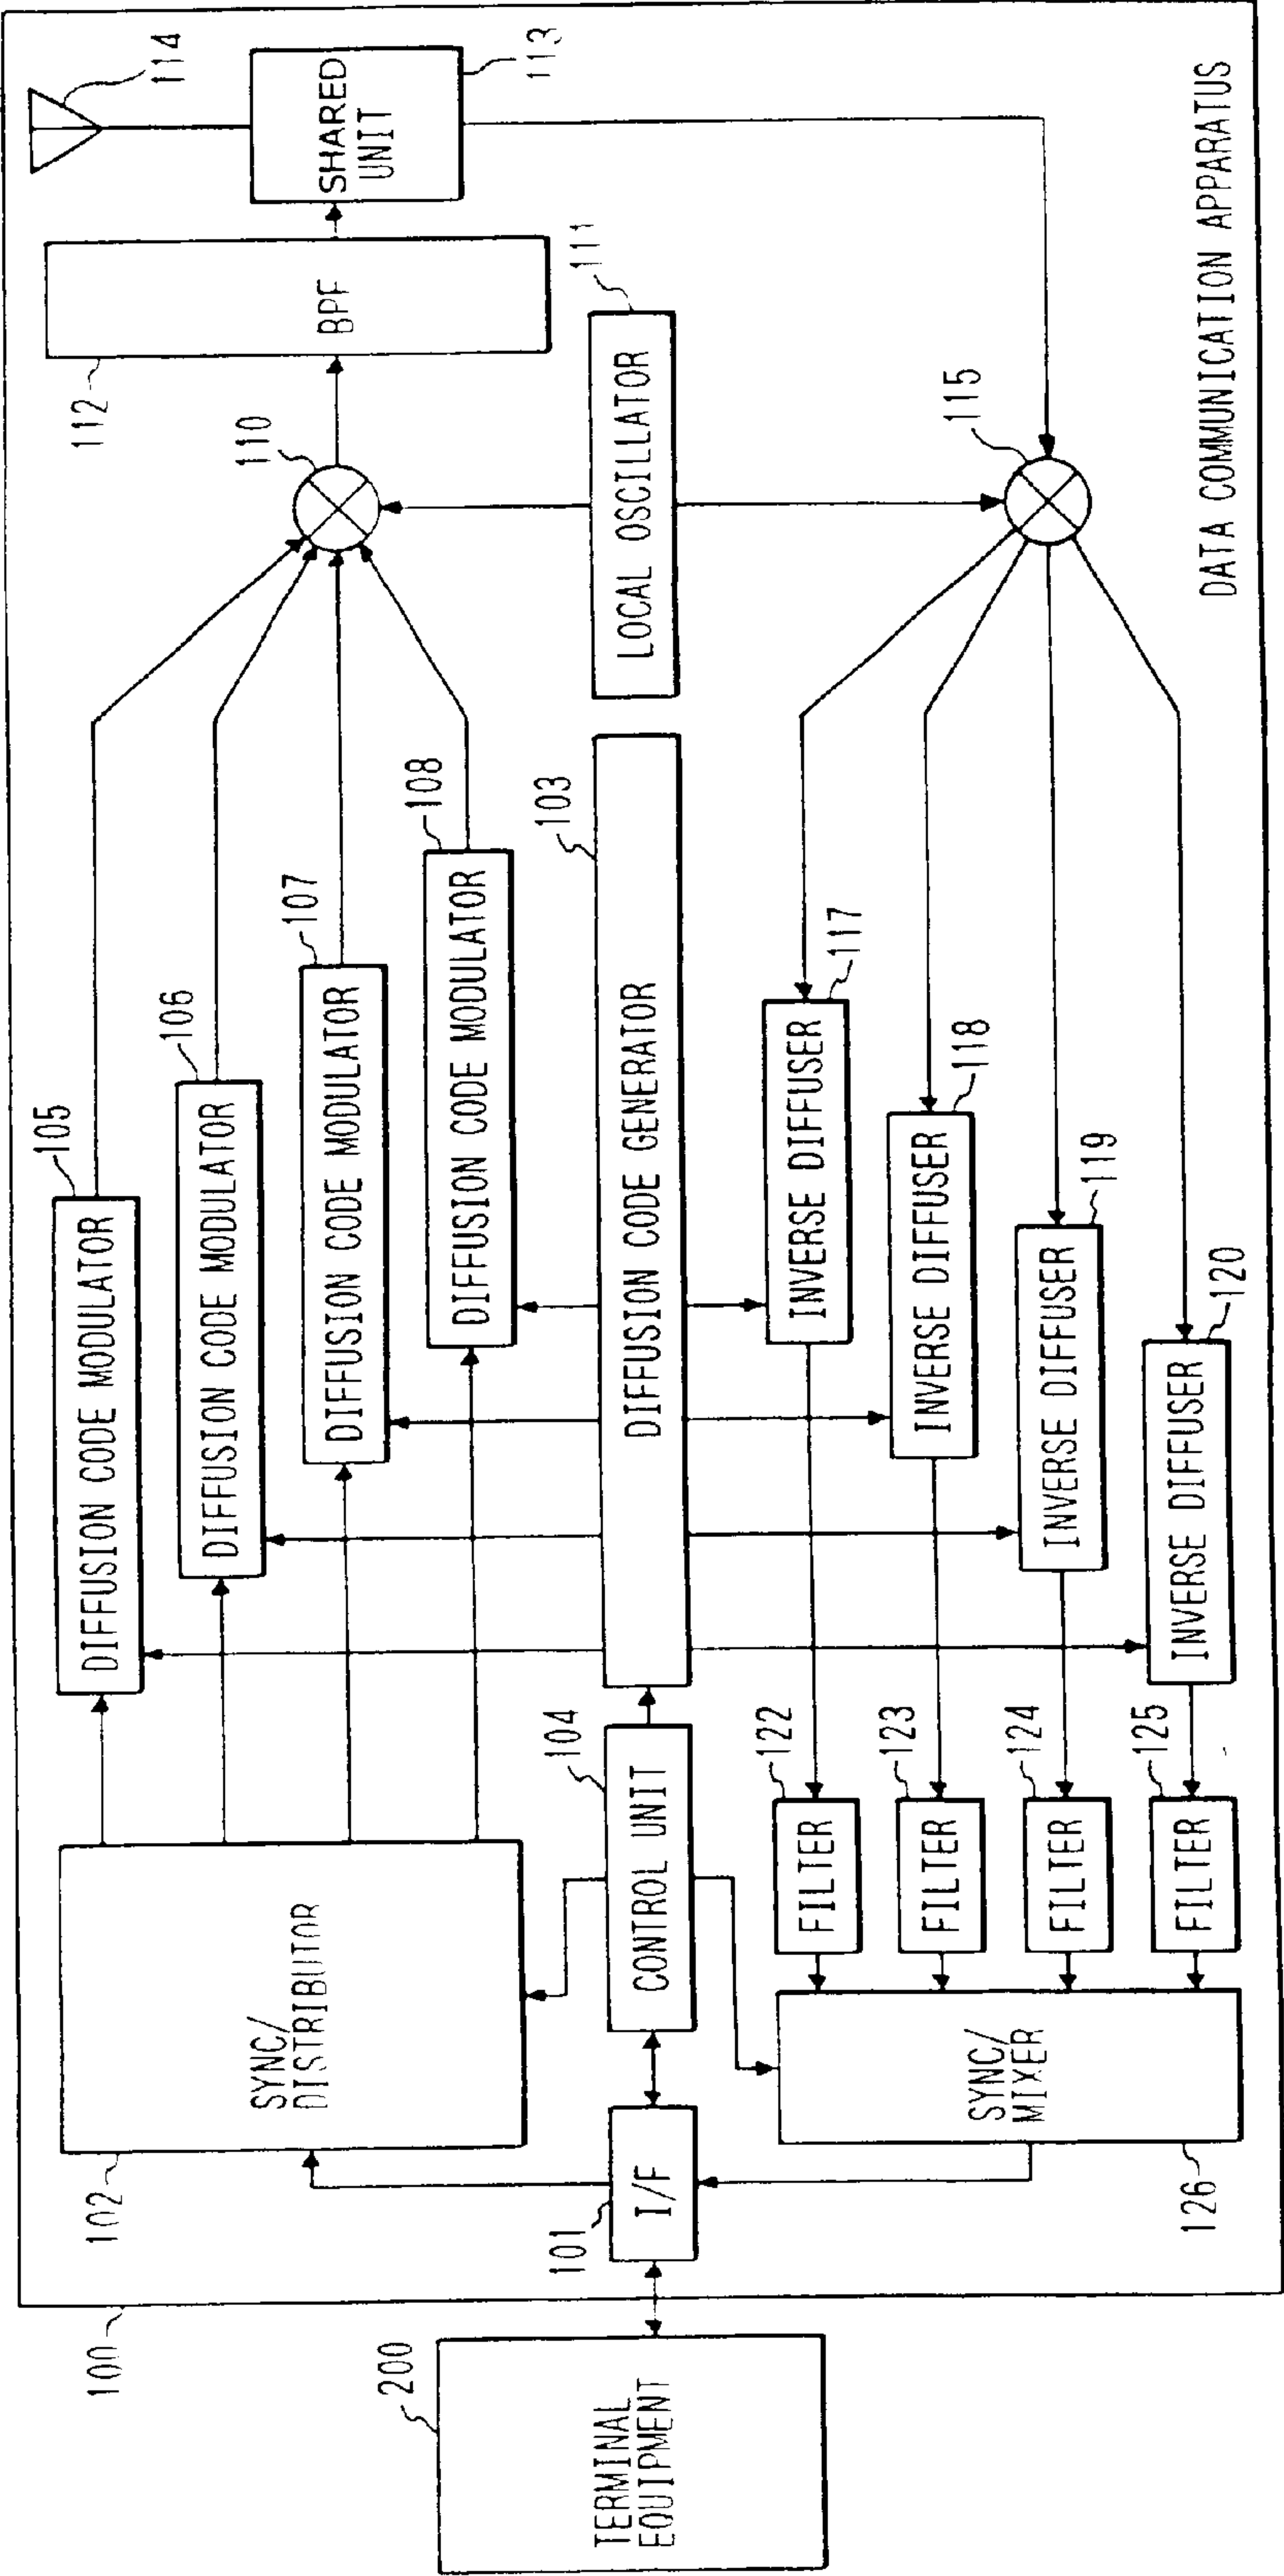 100
200
TERMINAL
EQUIPMENT
101
I/F
102
SYNC/
DISTRIBUTOR
104
CONTROL UNIT
105
DIFFUSION CODE MODULATOR
106
DIFFUSION CODE MODULATOR
107
DIFFUSION CODE MODULATOR
108
DIFFUSION CODE MODULATOR
103
DIFFUSION CODE GENERATOR
110
111
LOCAL OSCILLATOR
112
BPF
113
SHARED
UNIT
114
115
117
INVERSE DIFFUSER
118
INVERSE DIFFUSER
119
INVERSE DIFFUSER
120
INVERSE DIFFUSER
122
FILTER
123
FILTER
124
FILTER
125
FILTER
126
SYNC/
MIXER
DATA COMMUNICATION APPARATUS